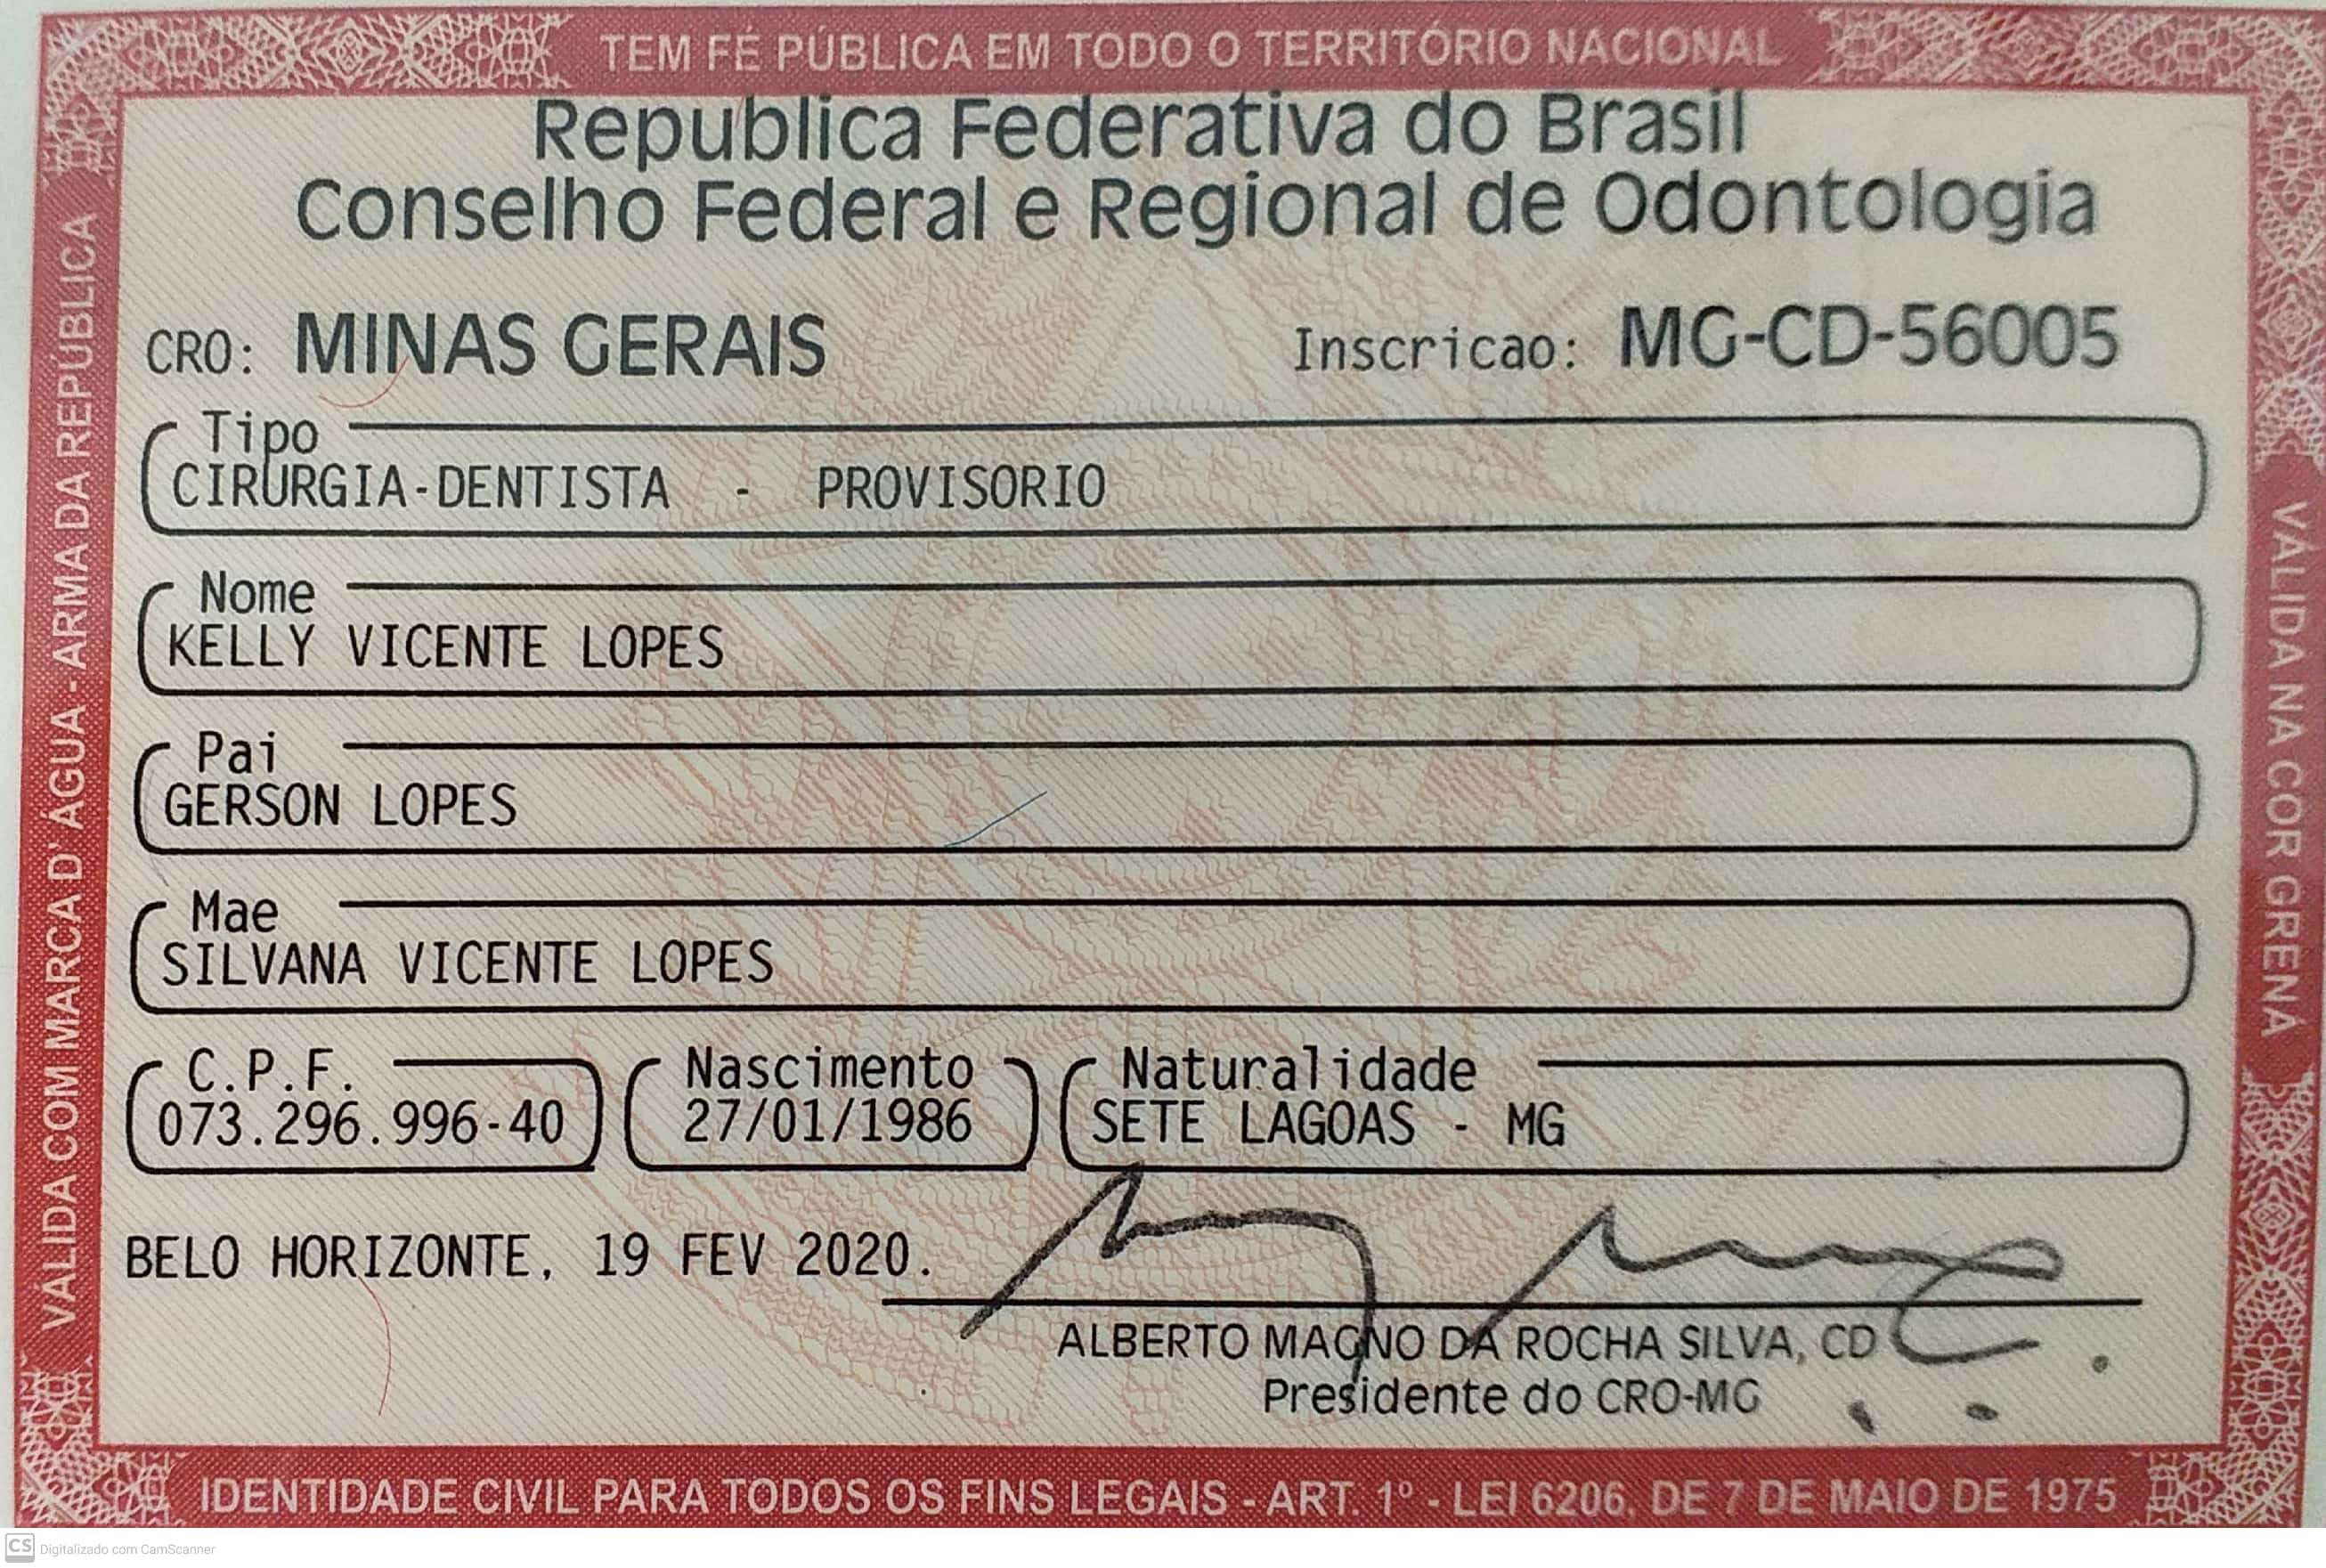 TEM FÉ PÚBLICA EM TODO O TERRITÓRIO NACIONAL
Republica Federativa do Brasil
Conselho Federal e Regional de Odontologia
CRO: MINAS GERAIS
Inscricao: MG-CD-56005
Tipo
CIRURGIA-DENTISTA - PROVISORIO
Nome
KELLY VICENTE LOPES
Pai
GERSON LOPES
Mae
SILVANA VICENTE LOPES
C.P.F.
073.296.996-40
Nascimento
27/01/1986
Naturalidade
SETE LAGOAS - MG
BELO HORIZONTE, 19 FEV 2020.
ALBERTO MAGNO DA ROCHA SILVA, CD
Presidente do CRO-MG
VÁLIDA COM MARCA D' ÁGUA - ARMA DA REPÚBLICA
VÁLIDA NA COR GRENÁ
IDENTIDADE CIVIL PARA TODOS OS FINS LEGAIS - ART. 1º - LEI 6206, DE 7 DE MAIO DE 1975
CS Digitalizado com CamScanner